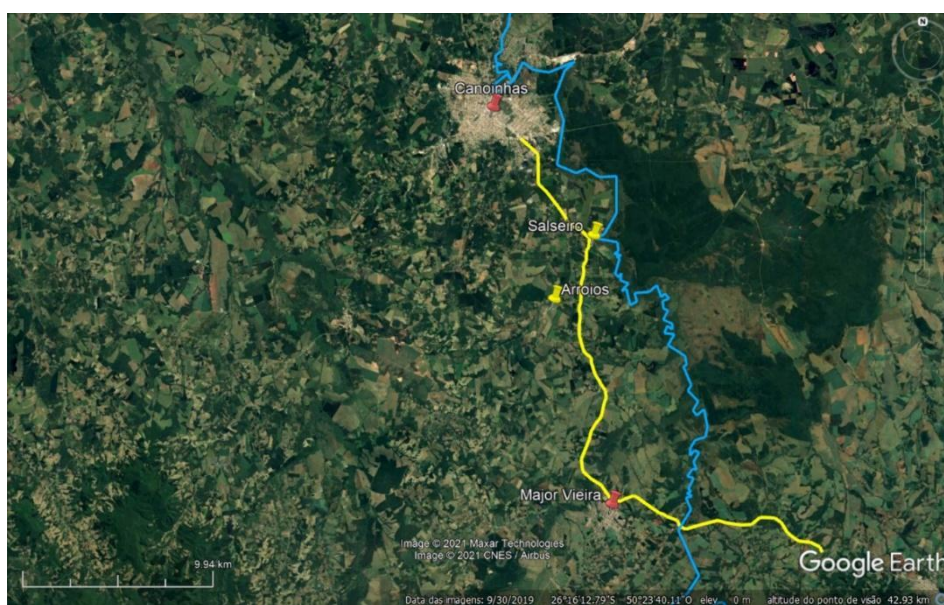 N
Canoinhas
Salseiro
Arroios
Major Vieira
Image © 2021 Maxar Technologies
Image © 2021 CNES / Airbus
Google Earth
9.94 km
Data das imagens: 9/30/2019 26°16'12.79"S 50°23'40.11"O elev 0 m altitude do ponto de visão 42.93 km